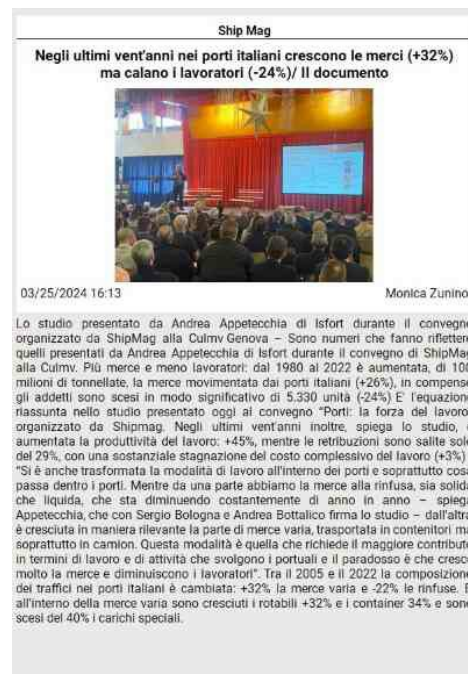 Ship Mag
Negli ultimi vent'anni nei porti italiani crescono le merci (+32%)
ma calano i lavoratori (-24%)/ Il documento
03/25/2024 16:13
Monica Zunino
Lo studio presentato da Andrea Appetecchia di Isfort durante il convegno
organizzato da ShipMag alla Culmv Genova – Sono numeri che fanno riflettere
quelli presentati da Andrea Appetecchia di Isfort durante il convegno di ShipMag
alla Culmv. Più merce e meno lavoratori: dal 1980 al 2022 è aumentata, di 100
milioni di tonnellate, la merce movimentata dai porti italiani (+26%), in compenso
gli addetti sono scesi in modo significativo di 5.330 unità (-24%) E' l'equazione
riassunta nello studio presentato oggi al convegno "Porti: la forza del lavoro"
organizzato da Shipmag. Negli ultimi vent'anni inoltre, spiega lo studio,
aumentata la produttività del lavoro: +45%, mentre le retribuzioni sono salite solo
del 29%, con una sostanziale stagnazione del costo complessivo del lavoro (+3%)
"Si è anche trasformata la modalità di lavoro all'interno dei porti e soprattutto cosa
passa dentro i porti. Mentre da una parte abbiamo la merce alla rinfusa, sia solida
che liquida, che sta diminuendo costantemente di anno in anno – spiega
Appetecchia, che con Sergio Bologna e Andrea Bottalico firma lo studio – dall'altra
è cresciuta in maniera rilevante la parte di merce varia, trasportata in contenitori ma
soprattutto in camion. Questa modalità è quella che richiede il maggiore contributo
in termini di lavoro e di attività che svolgono i portuali e il paradosso è che cresce
molto la merce e diminuiscono i lavoratori". Tra il 2005 e il 2022 la composizione
dei traffici nei porti italiani è cambiata: +32% la merce varia e -22% le rinfuse. E
all'interno della merce varia sono cresciuti i rotabili +32% e i container 34% e sono
scesi del 40% i carichi speciali.